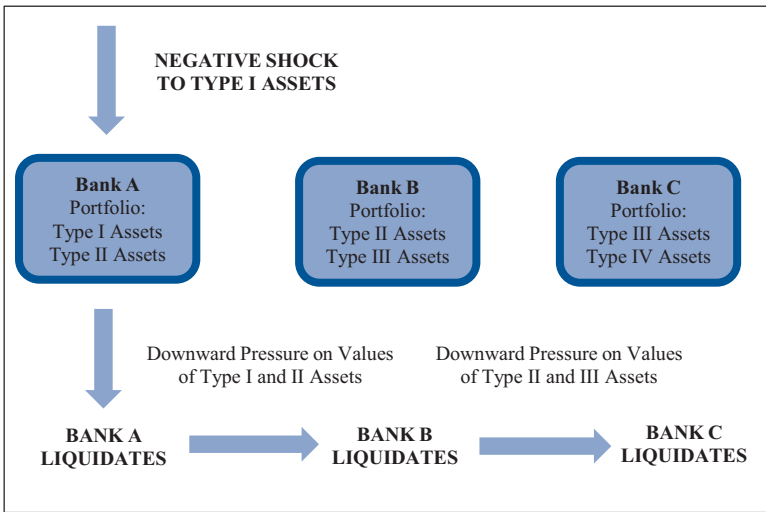 NEGATIVE SHOCK
TO TYPE I ASSETS
Bank A
Portfolio:
Type I Assets
Type II Assets
Bank B
Portfolio:
Type II Assets
Type III Assets
Bank C
Portfolio:
Type III Assets
Type IV Assets
Downward Pressure on Values
of Type I and II Assets
Downward Pressure on Values
of Type II and III Assets
BANK A
LIQUIDATES
BANK B
LIQUIDATES
BANK C
LIQUIDATES